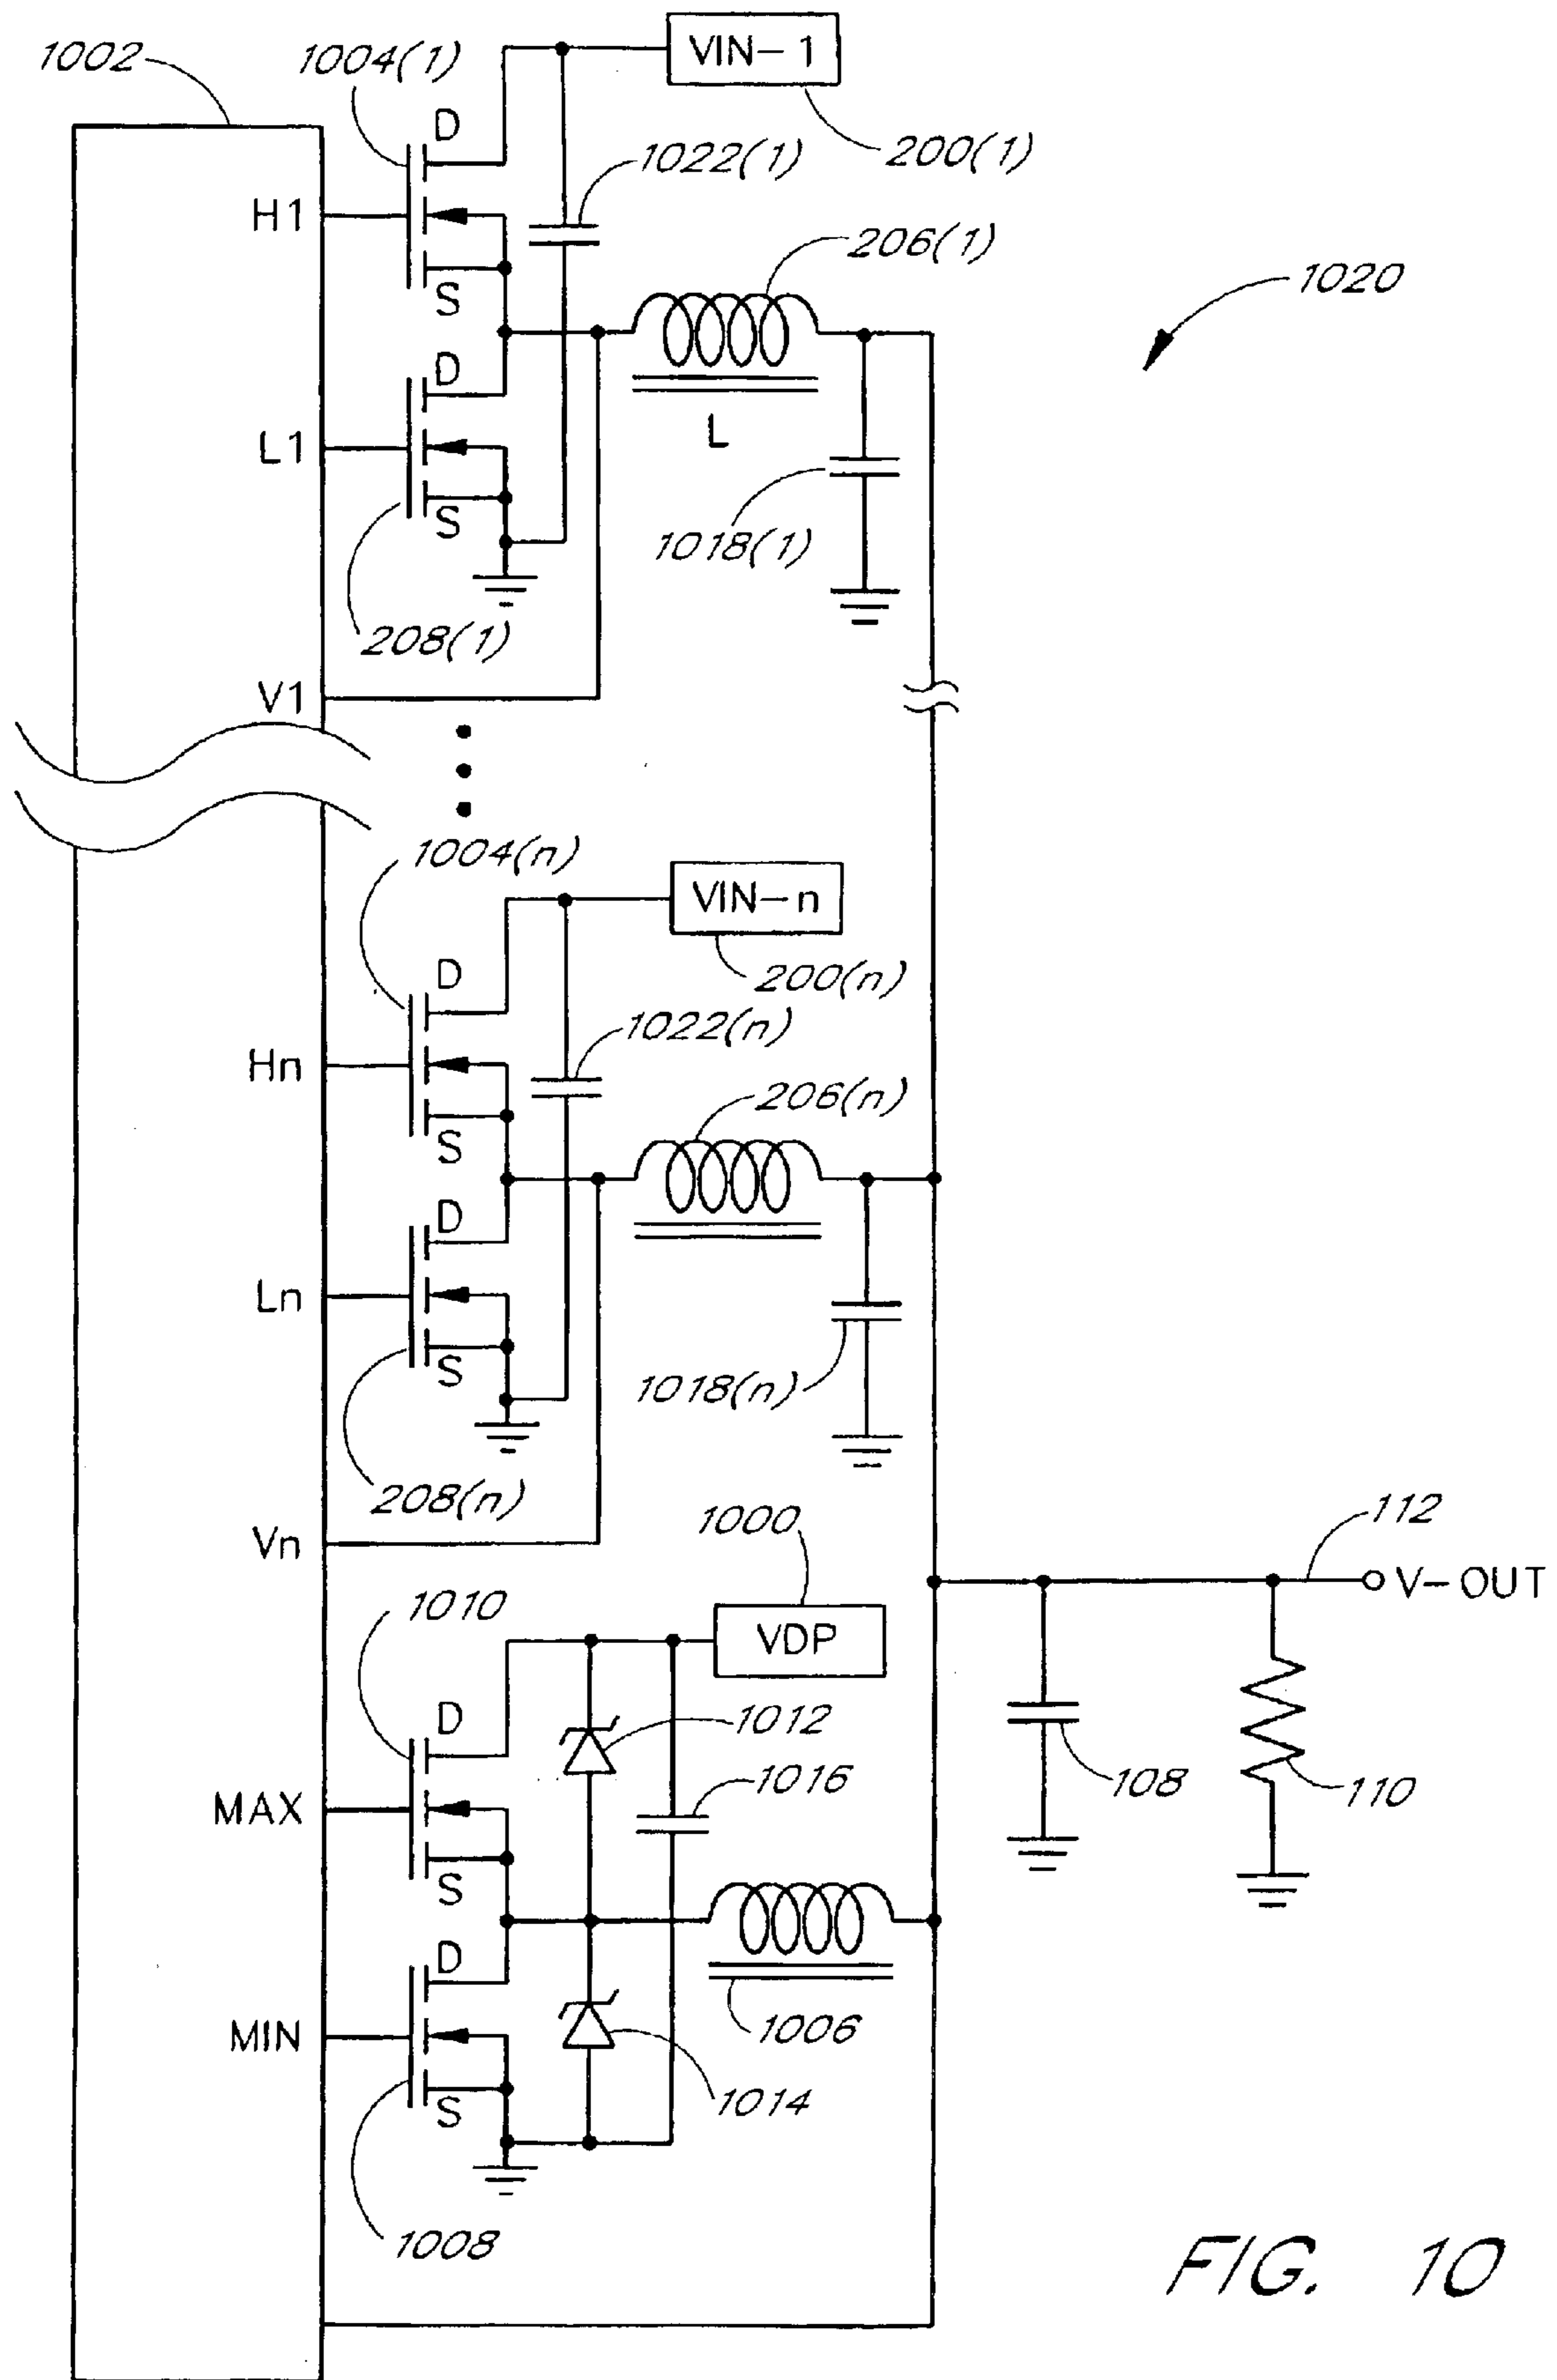 1002
1004(1)
VIN-1
200(1)
D
1022(1)
H1
S
206(1)
1020
D
L1
L
S
1018(1)
208(1)
V1
1004(n)
VIN-n
200(n)
D
1022(n)
Hn
206(n)
S
D
Ln
S
1018(n)
208(n)
1000
112
Vn
V-OUT
1010
VDP
D
1012
1016
108
110
MAX
S
D
1006
MIN
S
1014
1008
FIG. 10